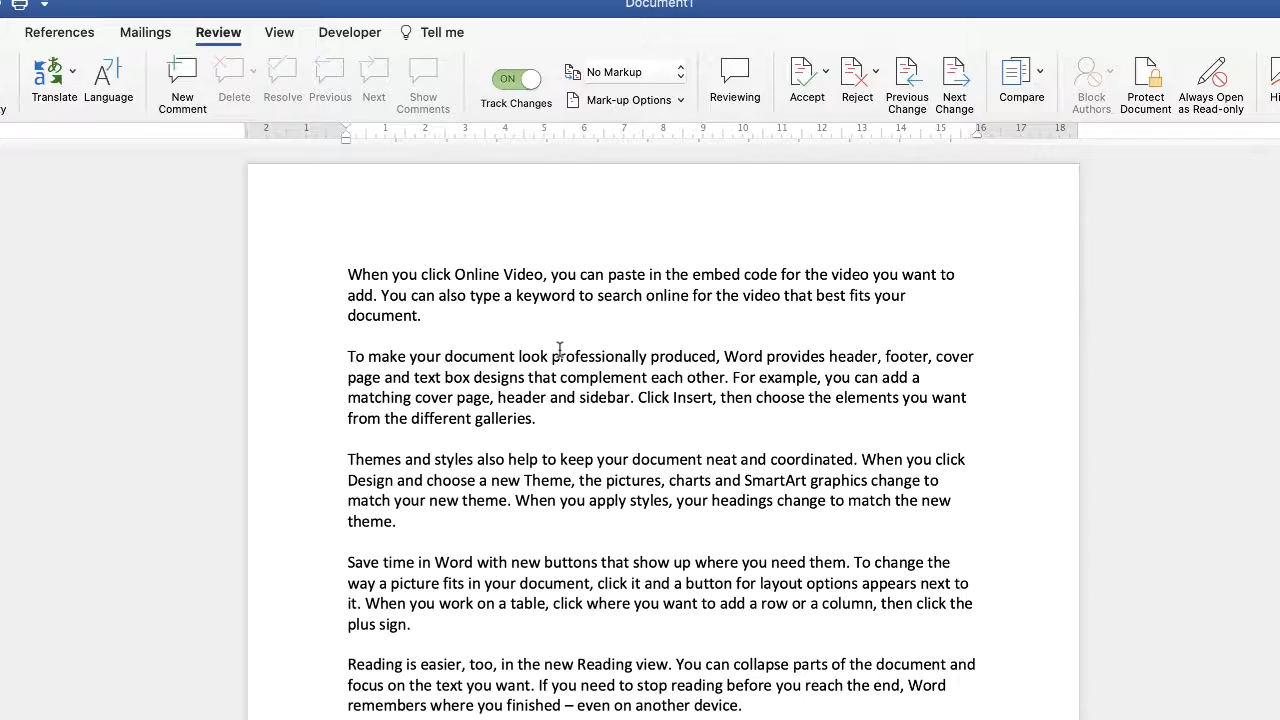 Document1
References Mailings Review View Developer Tell me
Translate Language New Comment Delete Resolve Previous Next Show Comments ON Track Changes No Markup Mark-up Options Reviewing Accept Reject Previous Change Next Change Compare Block Authors Protect Document Always Open as Read-only
2 1 1 2 3 4 5 6 7 8 9 10 11 12 13 14 15 16 17 18
When you click Online Video, you can paste in the embed code for the video you want to
add. You can also type a keyword to search online for the video that best fits your
document.
To make your document look professionally produced, Word provides header, footer, cover
page and text box designs that complement each other. For example, you can add a
matching cover page, header and sidebar. Click Insert, then choose the elements you want
from the different galleries.
Themes and styles also help to keep your document neat and coordinated. When you click
Design and choose a new Theme, the pictures, charts and SmartArt graphics change to
match your new theme. When you apply styles, your headings change to match the new
theme.
Save time in Word with new buttons that show up where you need them. To change the
way a picture fits in your document, click it and a button for layout options appears next to
it. When you work on a table, click where you want to add a row or a column, then click the
plus sign.
Reading is easier, too, in the new Reading view. You can collapse parts of the document and
focus on the text you want. If you need to stop reading before you reach the end, Word
remembers where you finished – even on another device.